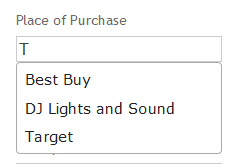 Place of Purchase
T
Best Buy
DJ Lights and Sound
Target